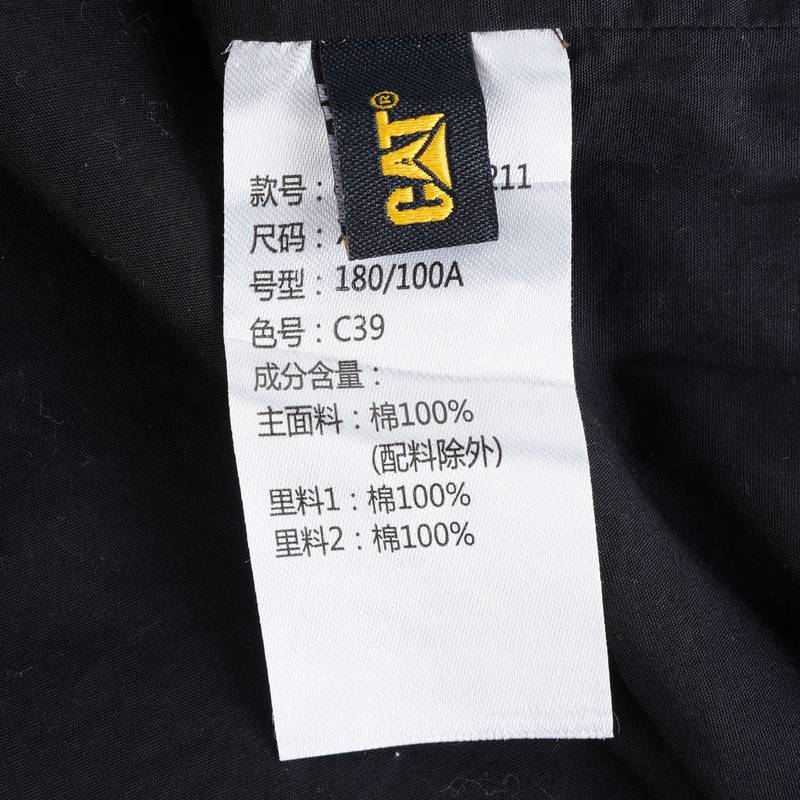 CAT®
款号: 211
尺码:
号型: 180/100A
色号: C39
成分含量:
主面料: 棉100%
(配料除外)
里料1: 棉100%
里料2: 棉100%